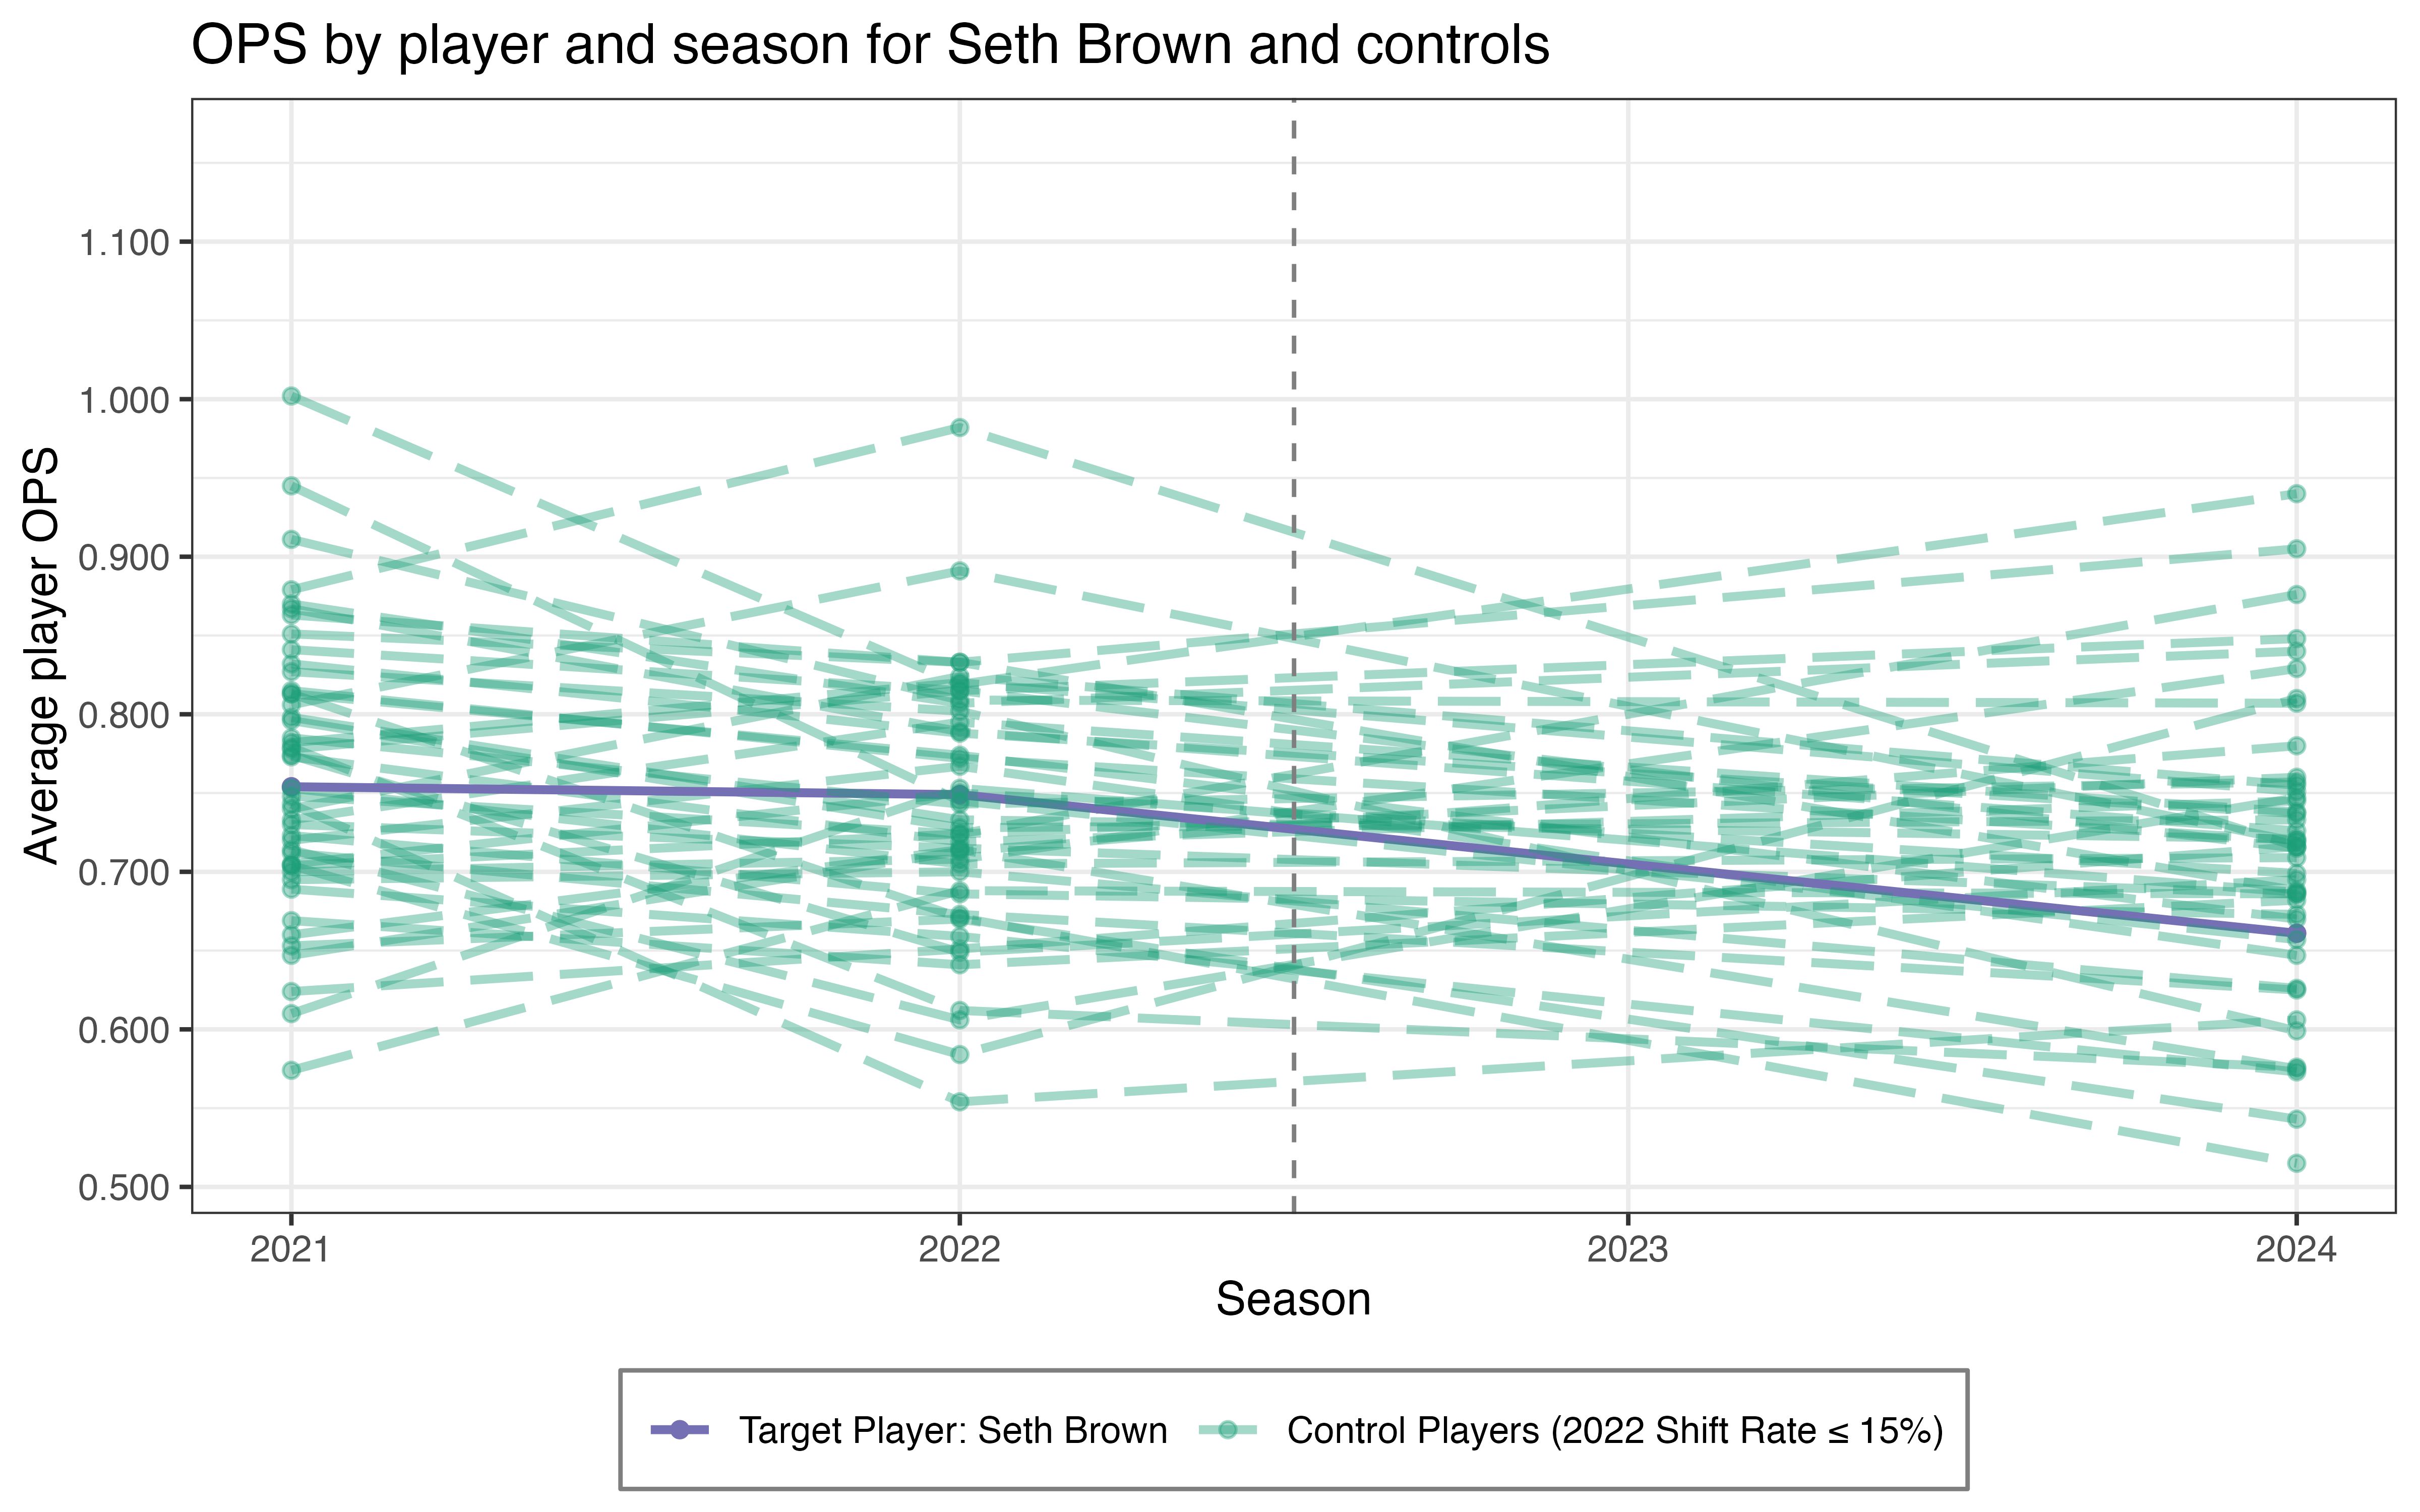 OPS by player and season for Seth Brown and controls
Average player OPS
1.100
1.000
0.900
0.800
0.700
0.600
0.500
2021
2022
2023
2024
Season
Target Player: Seth Brown
Control Players (2022 Shift Rate ≤ 15%)